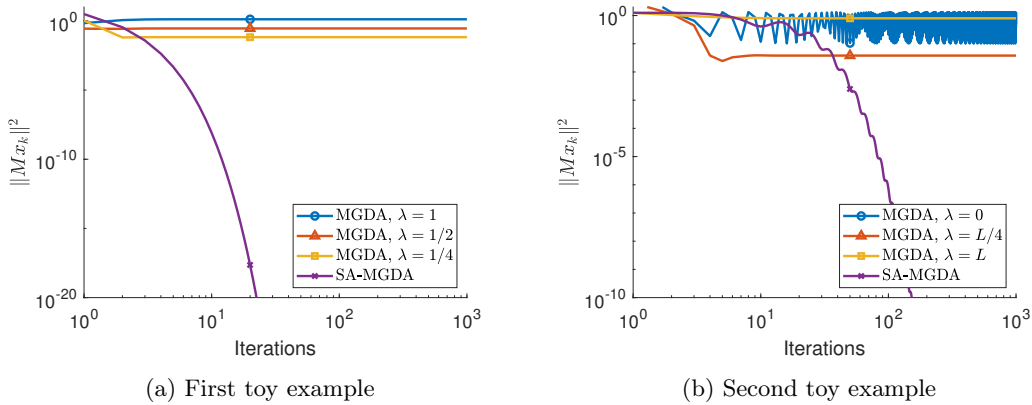 10^0
10^{-10}
10^{-20}
||Mx_k||^2
MGDA, λ = 1
MGDA, λ = 1/2
MGDA, λ = 1/4
SA-MGDA
10^0 10^1 10^2 10^3
Iterations
(a) First toy example
10^0
10^{-5}
10^{-10}
||Mx_k||^2
MGDA, λ = 0
MGDA, λ = L/4
MGDA, λ = L
SA-MGDA
10^0 10^1 10^2 10^3
Iterations
(b) Second toy example